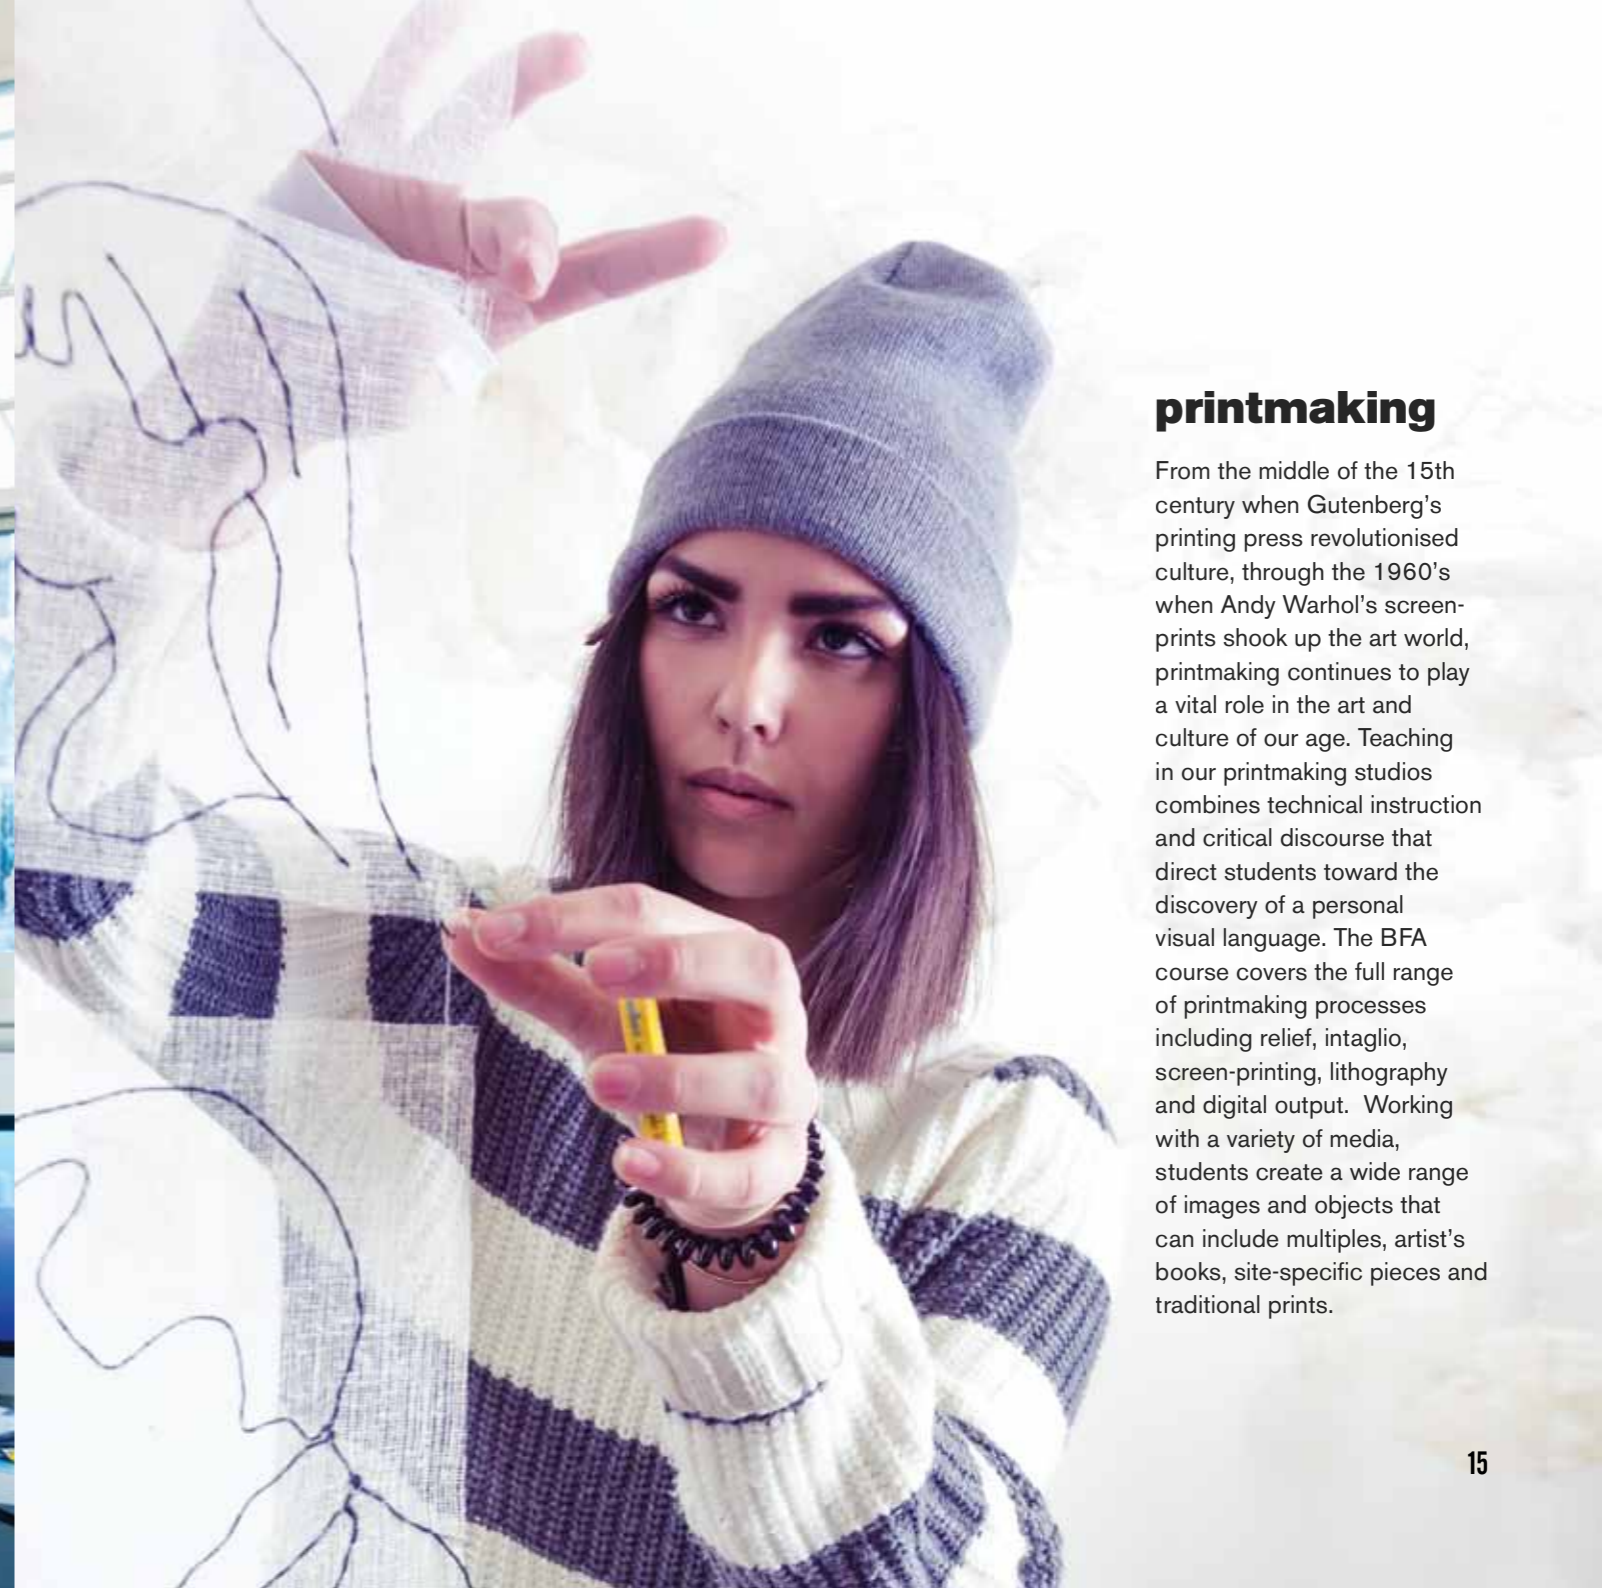 printmaking
From the middle of the 15th
century when Gutenberg’s
printing press revolutionised
culture, through the 1960’s
when Andy Warhol’s screen-
prints shook up the art world,
printmaking continues to play
a vital role in the art and
culture of our age. Teaching
in our printmaking studios
combines technical instruction
and critical discourse that
direct students toward the
discovery of a personal
visual language. The BFA
course covers the full range
of printmaking processes
including relief, intaglio,
screen-printing, lithography
and digital output.  Working
with a variety of media,
students create a wide range
of images and objects that
can include multiples, artist’s
books, site-specific pieces and
traditional prints.
15